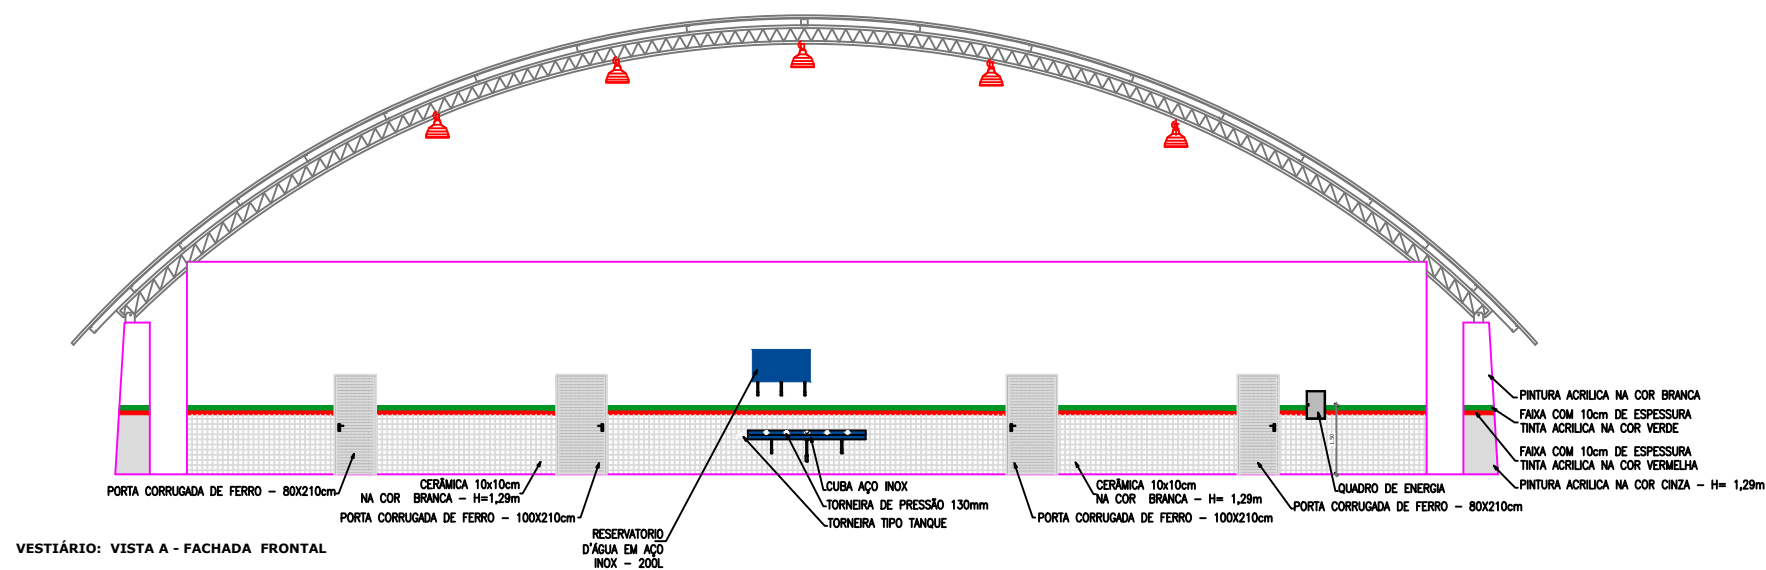 PINTURA ACRILICA NA COR BRANCA
FAIXA COM 10cm DE ESPESSURA
TINTA ACRILICA NA COR VERDE
FAIXA COM 10cm DE ESPESSURA
TINTA ACRILICA NA COR VERMELHA
PINTURA ACRILICA NA COR CINZA - H= 1,29m
1.50
PORTA CORRUGADA DE FERRO - 80X210cm
CERÂMICA 10x10cm
NA COR BRANCA - H=1,29m
PORTA CORRUGADA DE FERRO - 100X210cm
RESERVATORIO
D'ÁGUA EM AÇO
INOX - 200L
CUBA AÇO INOX
TORNEIRA DE PRESSÃO 130mm
TORNEIRA TIPO TANQUE
CERÂMICA 10x10cm
NA COR BRANCA - H= 1,29m
PORTA CORRUGADA DE FERRO - 100X210cm
QUADRO DE ENERGIA
PORTA CORRUGADA DE FERRO - 80X210cm
VESTIÁRIO: VISTA A - FACHADA FRONTAL